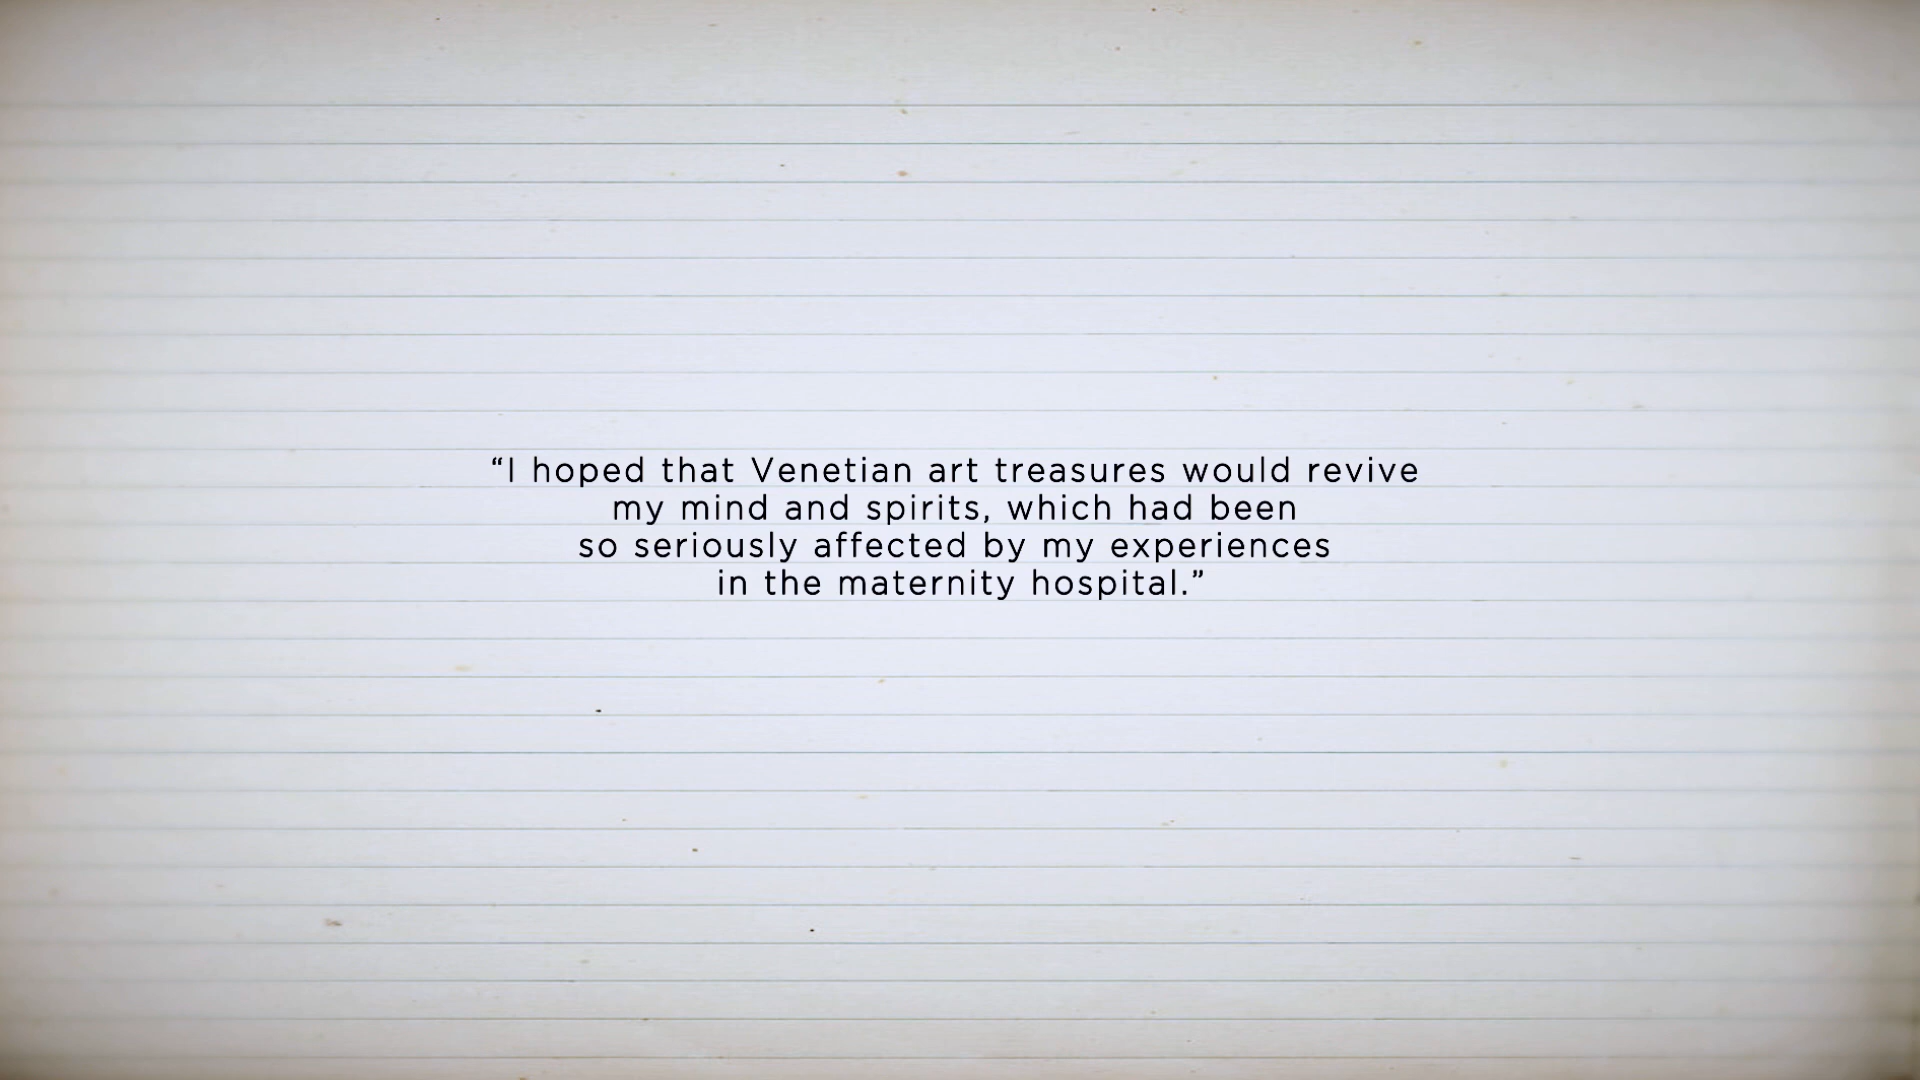 “I hoped that Venetian art treasures would revive
my mind and spirits, which had been
so seriously affected by my experiences
in the maternity hospital.”